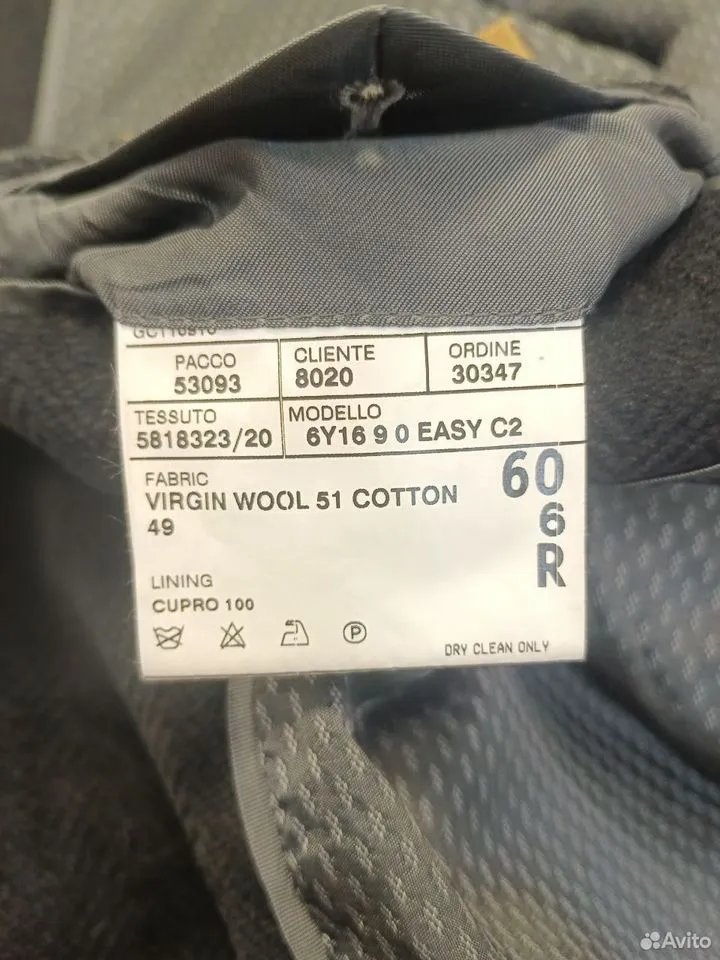 GC110910
PACCO
53093
CLIENTE
8020
ORDINE
30347
TESSUTO
5818323/20
MODELLO
6Y16 9 0 EASY C2
FABRIC
VIRGIN WOOL 51 COTTON
49
60
6
R
LINING
CUPRO 100
P
DRY CLEAN ONLY
Avito